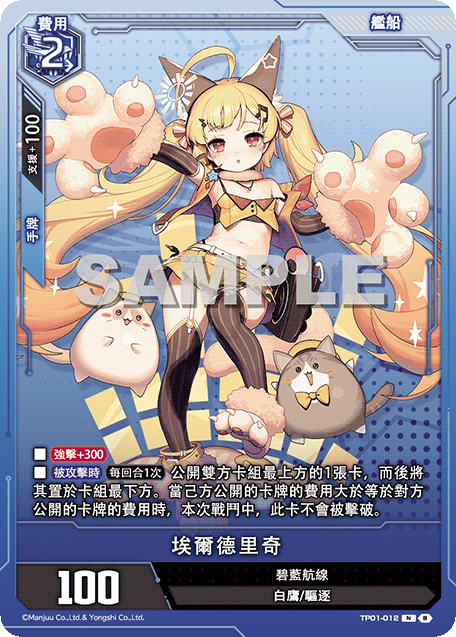 費用
2
艦船
支援+100
手牌
SAMPLE
■ 強擊+300
■ 被攻擊時 每回合1次 公開雙方卡組最上方的1張卡，而後將
其置於卡組最下方。當己方公開的卡牌的費用大於等於對方
公開的卡牌的費用時，本次戰鬥中，此卡不會被擊破。
埃爾德里奇
100
碧藍航線
白鷹/驅逐
©Manjuu Co.,Ltd. & Yongshi Co.,Ltd.
TP01-012 N B